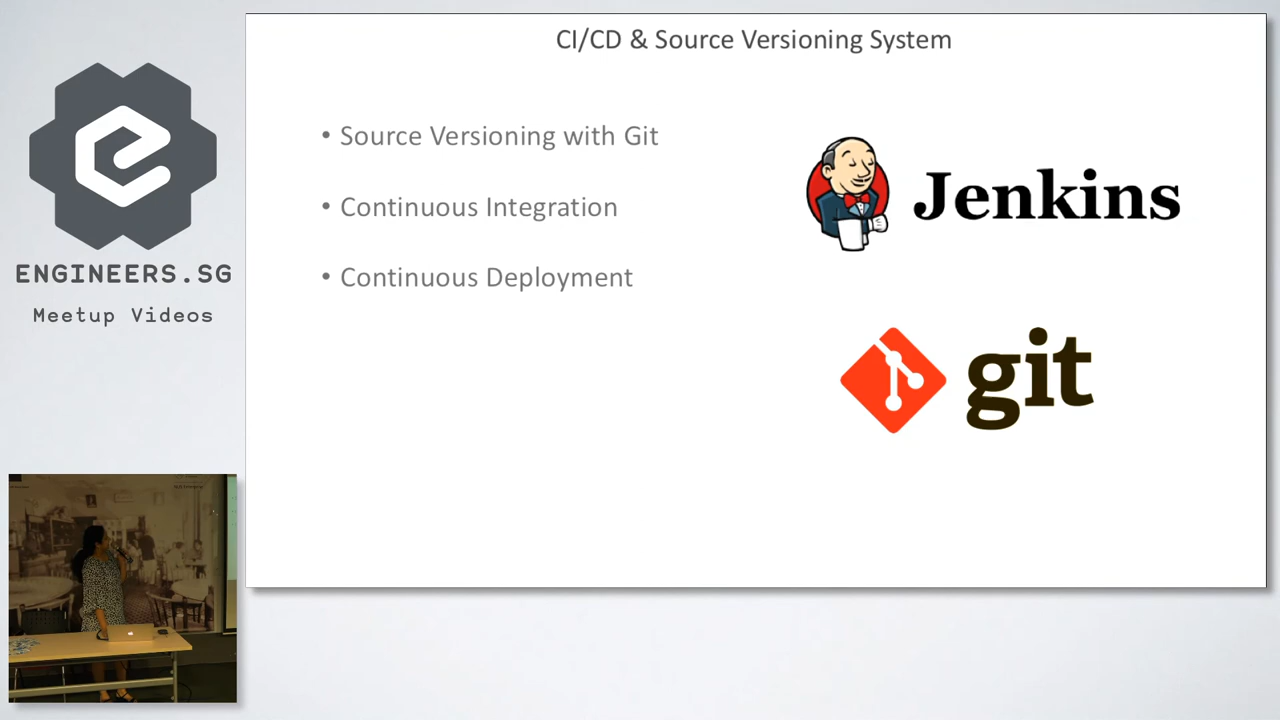 CI/CD & Source Versioning System
• Source Versioning with Git
• Continuous Integration
• Continuous Deployment
Jenkins
git
ENGINEERS.SG
Meetup Videos